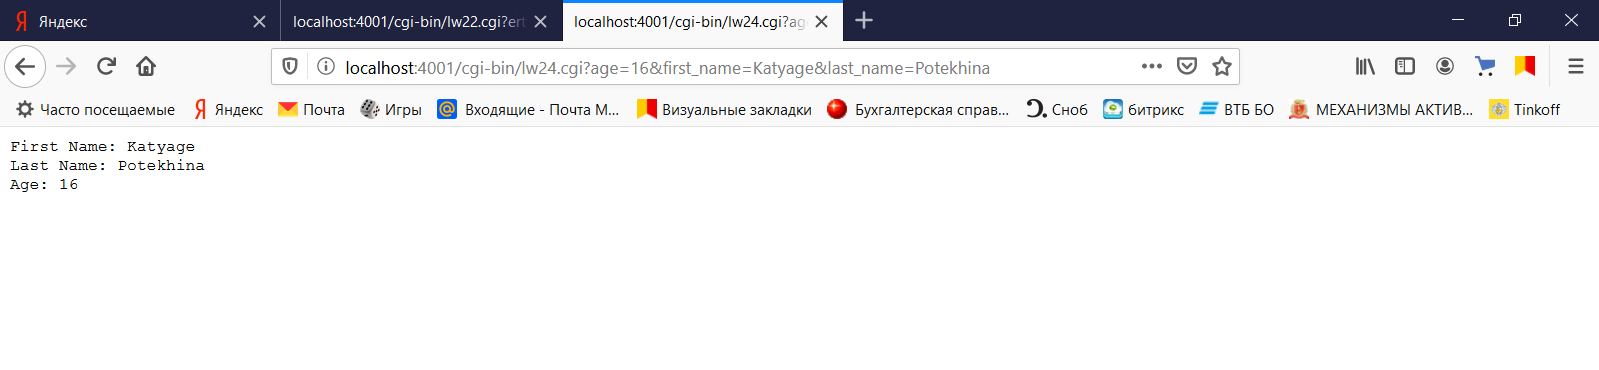 Яндекс
localhost:4001/cgi-bin/lw22.cgi?ert
localhost:4001/cgi-bin/lw24.cgi?age
localhost:4001/cgi-bin/lw24.cgi?age=16&first_name=Katyage&last_name=Potekhina
Часто посещаемые Яндекс Почта Игры Входящие - Почта M... Визуальные закладки Бухгалтерская справ... Сноб битрикс ВТБ БО МЕХАНИЗМЫ АКТИВ... Tinkoff
First Name: Katyage
Last Name: Potekhina
Age: 16